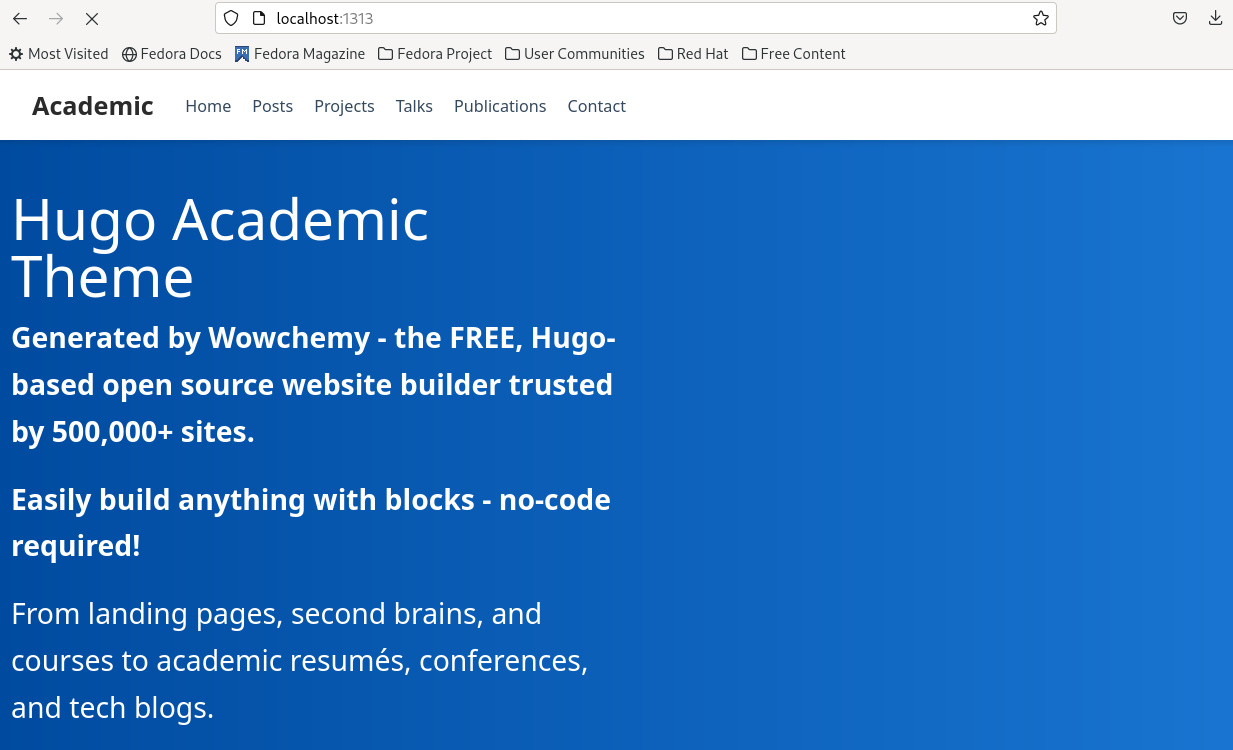 localhost:1313
Most Visited Fedora Docs FM Fedora Magazine Fedora Project User Communities Red Hat Free Content
Academic Home Posts Projects Talks Publications Contact
Hugo Academic
Theme
Generated by Wowchemy - the FREE, Hugo-
based open source website builder trusted
by 500,000+ sites.
Easily build anything with blocks - no-code
required!
From landing pages, second brains, and
courses to academic resumés, conferences,
and tech blogs.